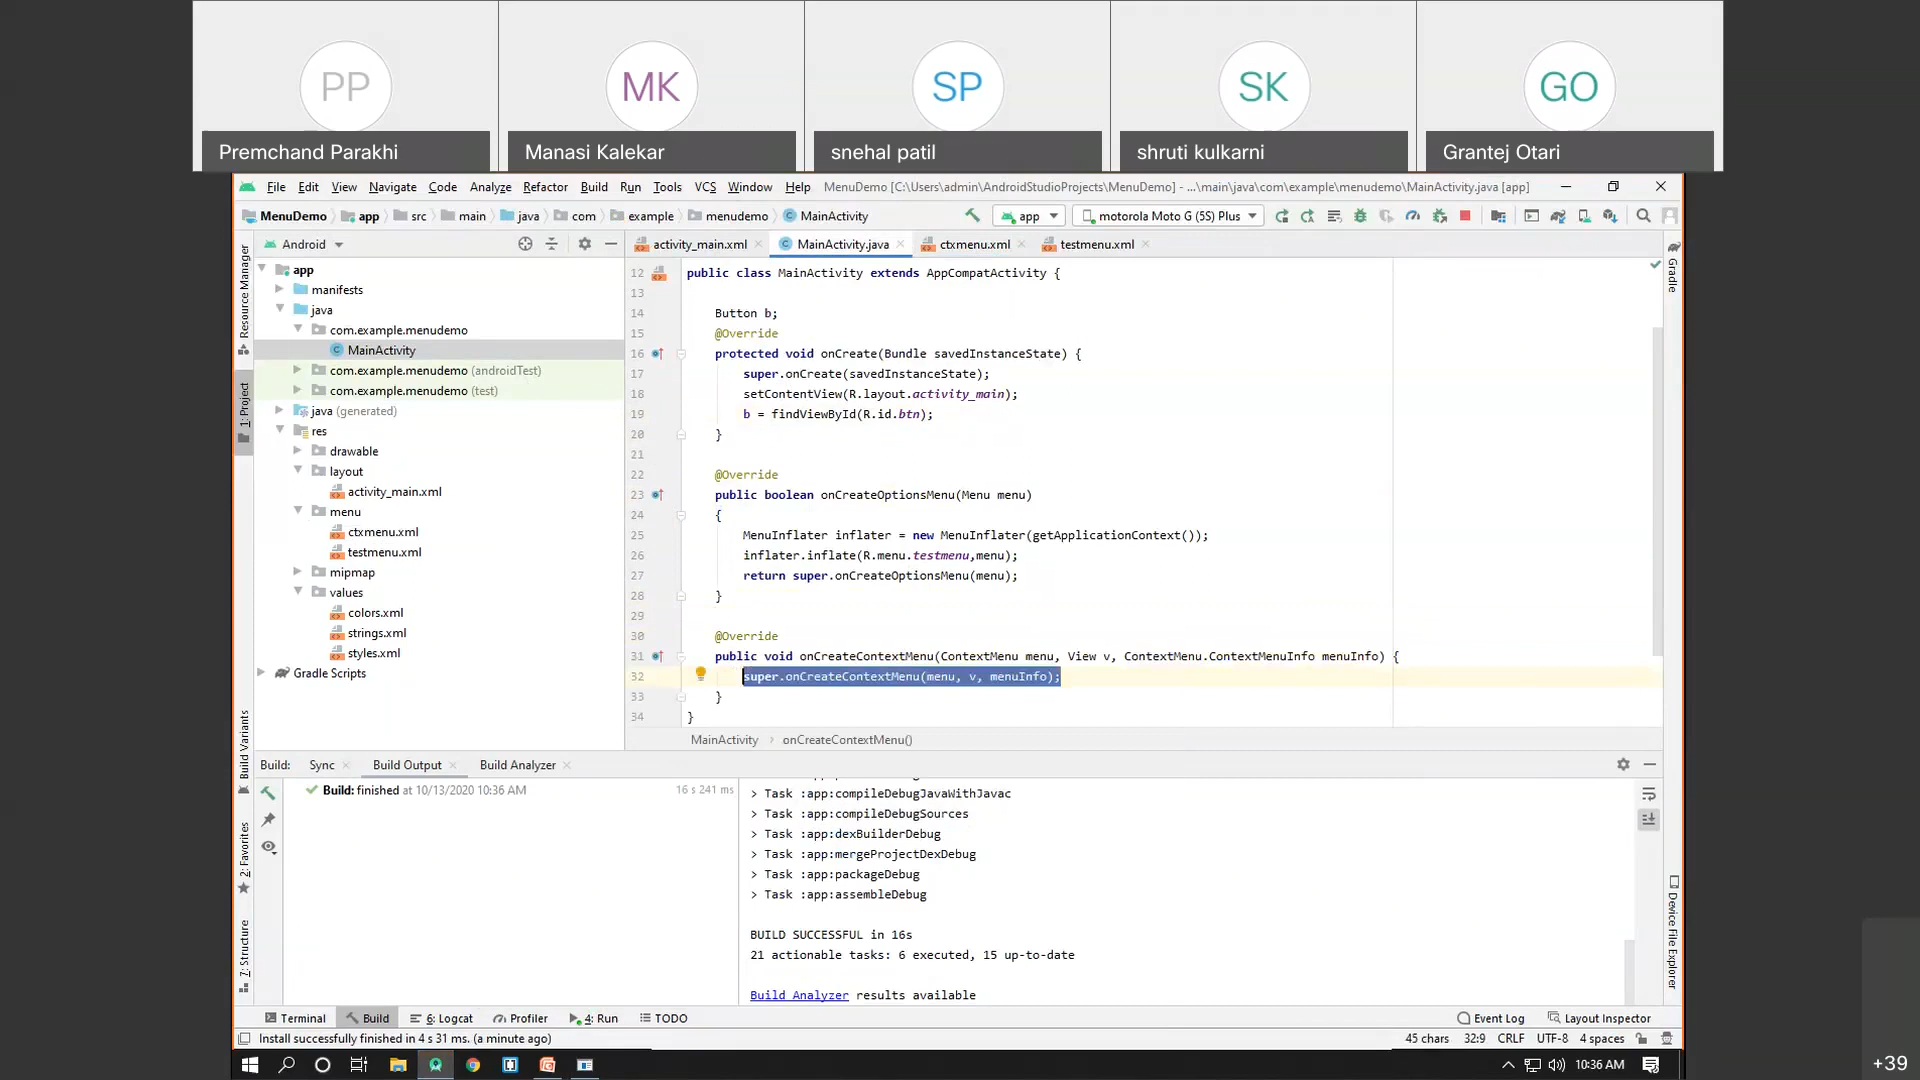 PP
MK
SP
SK
GO
Premchand Parakhi
Manasi Kalekar
snehal patil
shruti kulkarni
Grantej Otari
File Edit View Navigate Code Analyze Refactor Build Run Tools VCS Window Help MenuDemo [C:\Users\admin\AndroidStudioProjects\MenuDemo] - ...\main\java\com\example\menudemo\MainActivity.java [app]
MenuDemo app src main java com example menudemo MainActivity app motorola Moto G (5S) Plus
Android activity_main.xml MainActivity.java ctxmenu.xml testmenu.xml
Resource Manager
1: Project
Build Variants
2: Favorites
7: Structure
app
manifests
java
com.example.menudemo
MainActivity
com.example.menudemo (androidTest)
com.example.menudemo (test)
java (generated)
res
drawable
layout
activity_main.xml
menu
ctxmenu.xml
testmenu.xml
mipmap
values
colors.xml
strings.xml
styles.xml
Gradle Scripts
12 public class MainActivity extends AppCompatActivity {
13
14 Button b;
15 @Override
16 protected void onCreate(Bundle savedInstanceState) {
17 super.onCreate(savedInstanceState);
18 setContentView(R.layout.activity_main);
19 b = findViewById(R.id.btn);
20 }
21
22 @Override
23 public boolean onCreateOptionsMenu(Menu menu)
24 {
25 MenuInflater inflater = new MenuInflater(getApplicationContext());
26 inflater.inflate(R.menu.testmenu,menu);
27 return super.onCreateOptionsMenu(menu);
28 }
29
30 @Override
31 public void onCreateContextMenu(ContextMenu menu, View v, ContextMenu.ContextMenuInfo menuInfo) {
32 super.onCreateContextMenu(menu, v, menuInfo);
33 }
34 }
MainActivity › onCreateContextMenu()
Gradle
Device File Explorer
Build: Sync Build Output Build Analyzer
Build: finished at 10/13/2020 10:36 AM 16 s 241 ms
> Task :app:compileDebugJavaWithJavac
> Task :app:compileDebugSources
> Task :app:dexBuilderDebug
> Task :app:mergeProjectDexDebug
> Task :app:packageDebug
> Task :app:assembleDebug
BUILD SUCCESSFUL in 16s
21 actionable tasks: 6 executed, 15 up-to-date
Build Analyzer results available
Terminal Build 6: Logcat Profiler 4: Run TODO Event Log Layout Inspector
Install successfully finished in 4 s 31 ms. (a minute ago) 45 chars 32:9 CRLF UTF-8 4 spaces
10:36 AM
+39